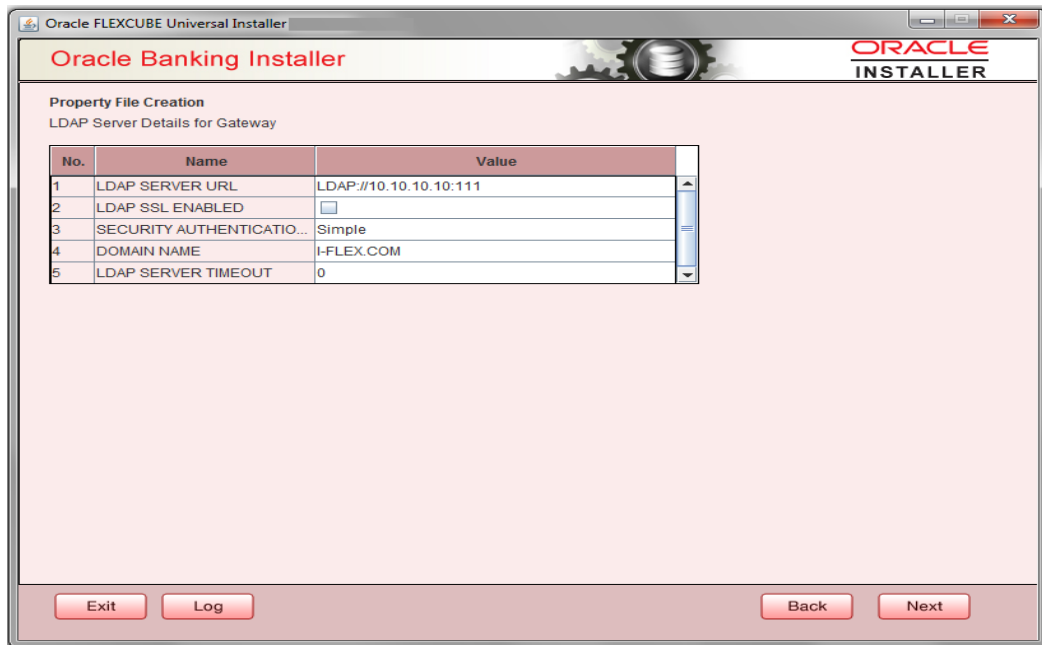 Oracle FLEXCUBE Universal Installer
Oracle Banking Installer
ORACLE
INSTALLER
Property File Creation
LDAP Server Details for Gateway
No. Name Value
1 LDAP SERVER URL LDAP://10.10.10.10:111
2 LDAP SSL ENABLED
3 SECURITY AUTHENTICATIO... Simple
4 DOMAIN NAME I-FLEX.COM
5 LDAP SERVER TIMEOUT 0
Exit Log Back Next